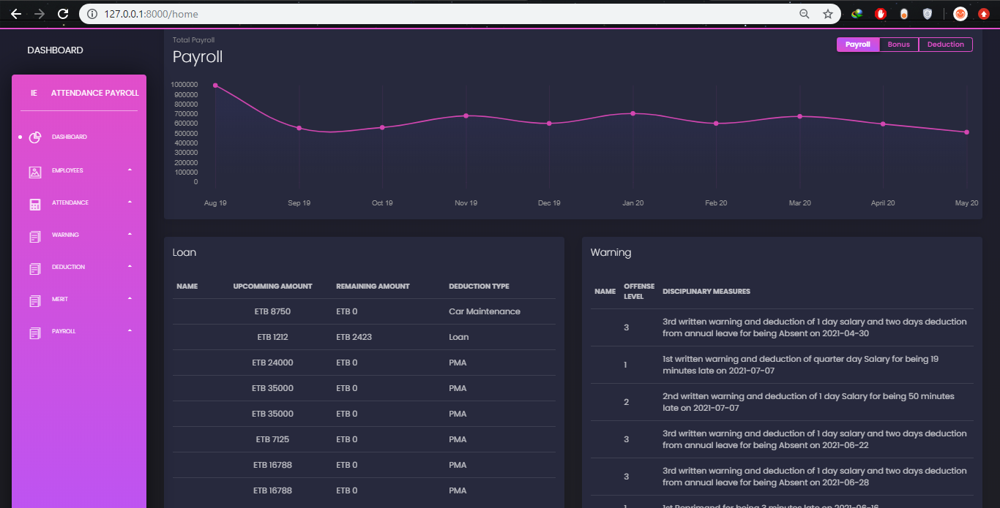 127.0.0.1:8000/home
DASHBOARD
IE ATTENDANCE PAYROLL
DASHBOARD
EMPLOYEES
ATTENDANCE
WARNING
DEDUCTION
MERIT
PAYROLL
Total Payroll
Payroll
Payroll Bonus Deduction
1000000
900000
800000
700000
600000
500000
400000
300000
200000
100000
0
Aug 19 Sep 19 Oct 19 Nov 19 Dec 19 Jan 20 Feb 20 Mar 20 April 20 May 20
Loan
NAME UPCOMMING AMOUNT REMAINING AMOUNT DEDUCTION TYPE
ETB 8750 ETB 0 Car Maintenance
ETB 1212 ETB 2423 Loan
ETB 24000 ETB 0 PMA
ETB 35000 ETB 0 PMA
ETB 35000 ETB 0 PMA
ETB 7125 ETB 0 PMA
ETB 16788 ETB 0 PMA
ETB 16788 ETB 0 PMA
Warning
NAME OFFENSE LEVEL DISCIPLINARY MEASURES
3 3rd written warning and deduction of 1 day salary and two days deduction
from annual leave for being Absent on 2021-04-30
1 1st written warning and deduction of quarter day Salary for being 19
minutes late on 2021-07-07
2 2nd written warning and deduction of 1 day Salary for being 50 minutes
late on 2021-07-07
3 3rd written warning and deduction of 1 day salary and two days deduction
from annual leave for being Absent on 2021-06-22
3 3rd written warning and deduction of 1 day salary and two days deduction
from annual leave for being Absent on 2021-06-28
1 1st Reprimand for being 3 minutes late on 2021-06-16